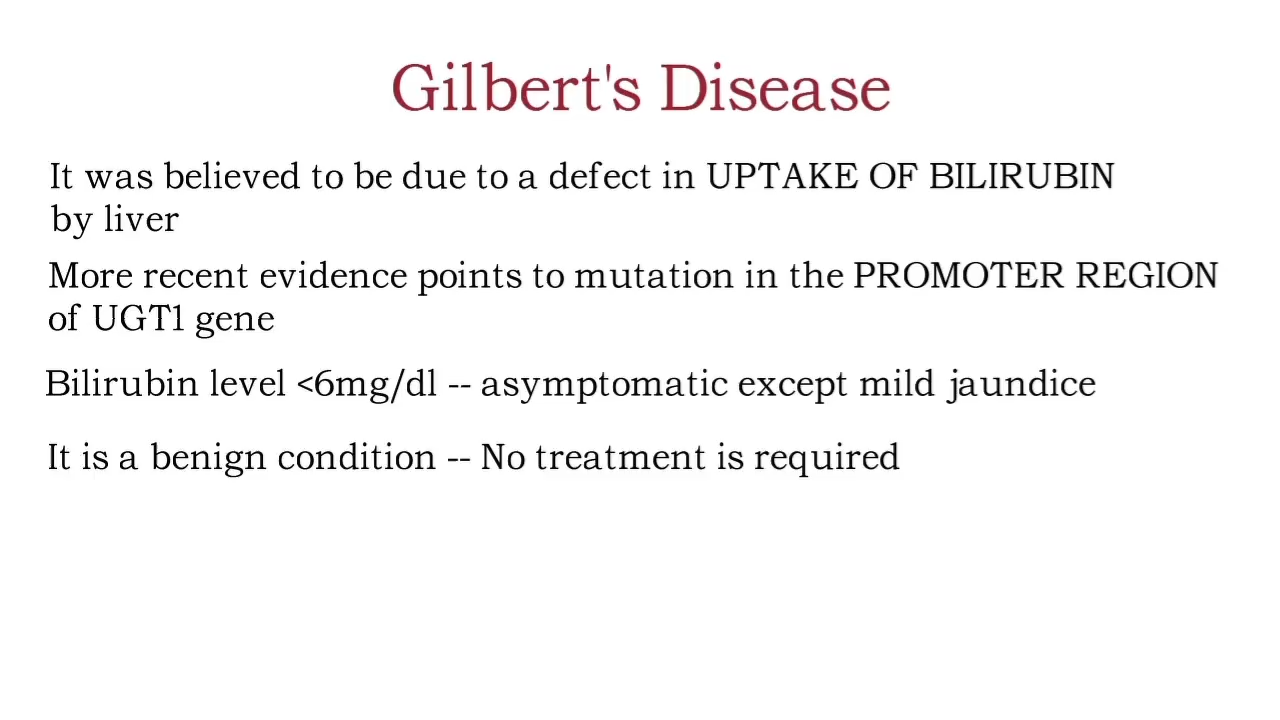 Gilbert's Disease
It was believed to be due to a defect in UPTAKE OF BILIRUBIN
by liver
More recent evidence points to mutation in the PROMOTER REGION
of UGT1 gene
Bilirubin level <6mg/dl -- asymptomatic except mild jaundice
It is a benign condition -- No treatment is required